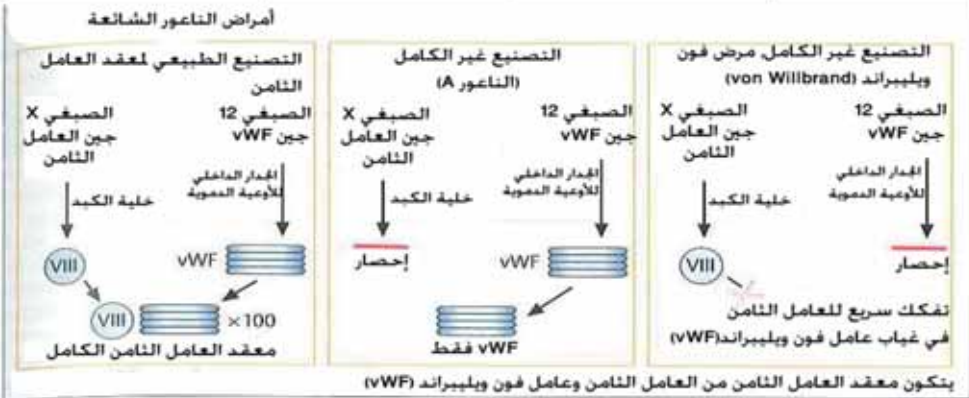 أمراض الناعور الشائعة
التصنيع غير الكامل، مرض فون
ويليبراند (von Willbrand)
الصبغي 12
جين vWF
الصبغي X
جين العامل
الثامن
الجدار الداخلي
للأوعية الدموية
خلية الكبد
إحصار
VIII
تفكك سريع للعامل الثامن
في غياب عامل فون ويليبراند(vWF)
التصنيع غير الكامل
(الناعور A)
الصبغي 12
جين vWF
الصبغي X
جين العامل
الثامن
الجدار الداخلي
للأوعية الدموية
خلية الكبد
vWF
إحصار
vWF فقط
التصنيع الطبيعي لمعقد العامل
الثامن
الصبغي 12
جين vWF
الصبغي X
جين العامل
الثامن
الجدار الداخلي
للأوعية الدموية
خلية الكبد
vWF
VIII
VIII
×100
معقد العامل الثامن الكامل
يتكون معقد العامل الثامن من العامل الثامن وعامل فون ويليبراند (vWF)